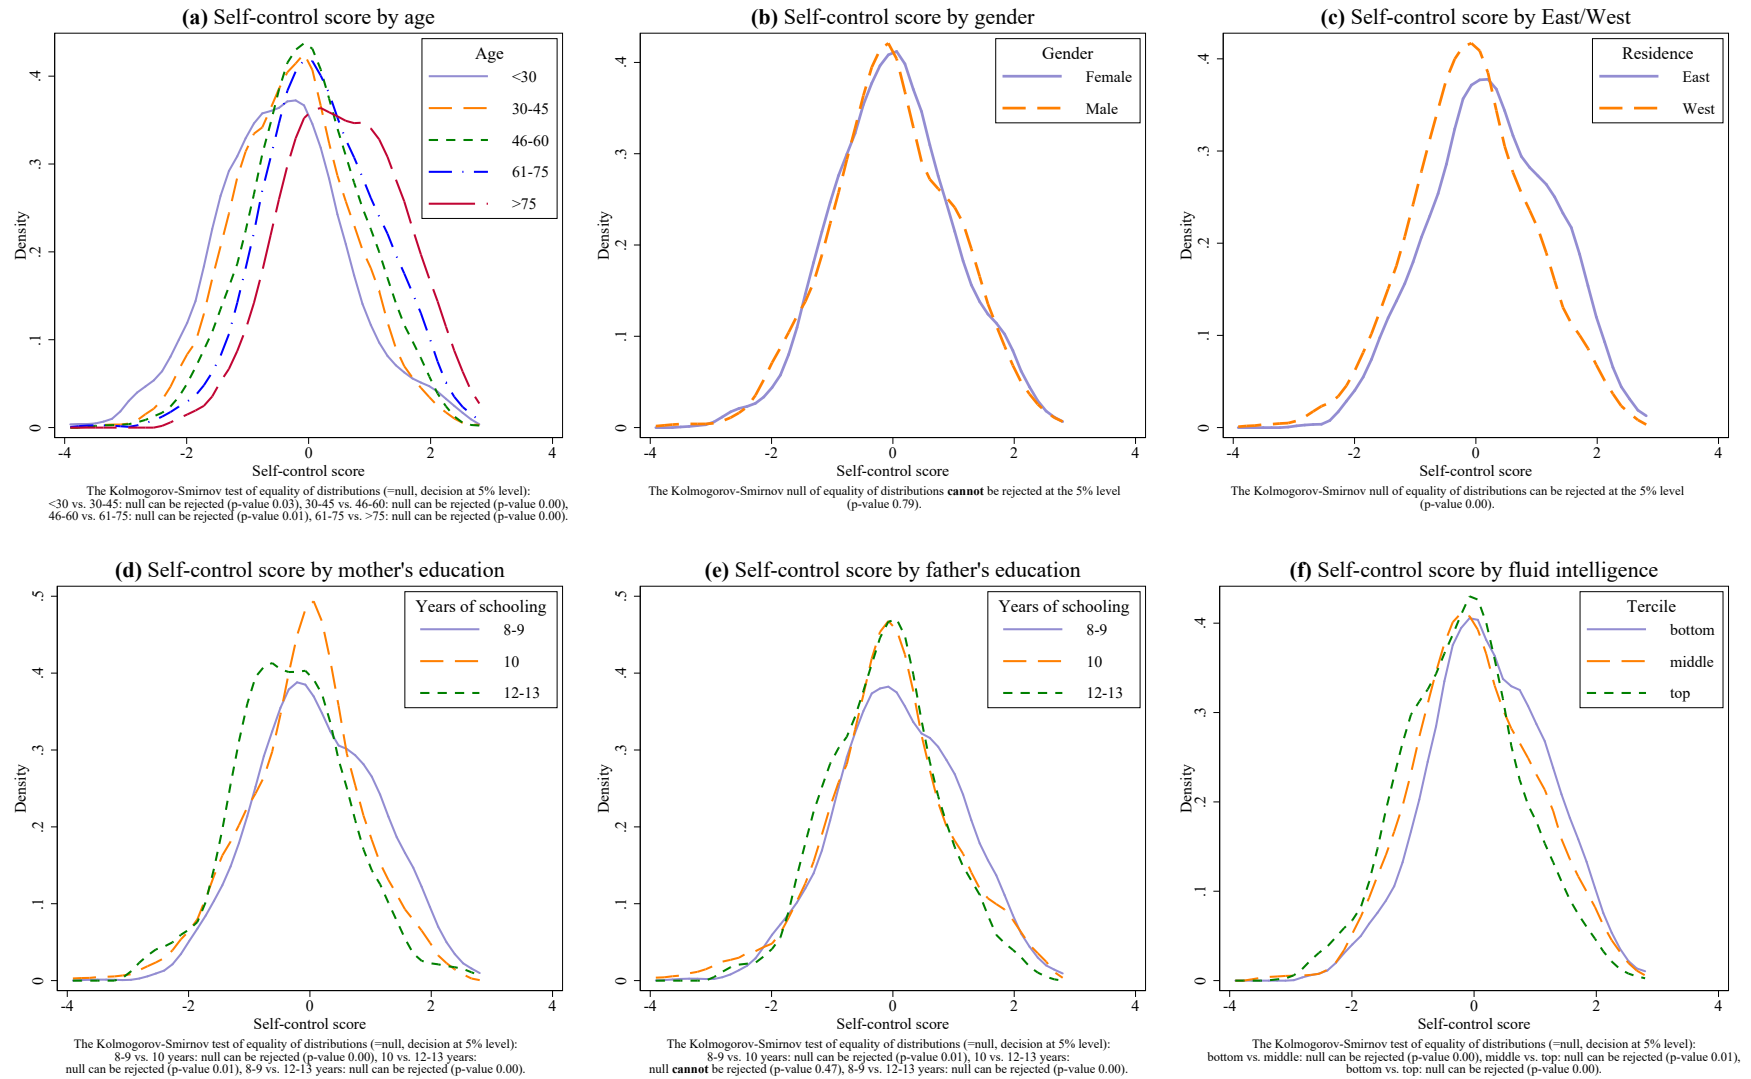 (a) Self-control score by age
Density
0
.1
.2
.3
.4
-4
-2
0
2
4
Self-control score
Age
<30
30-45
46-60
61-75
>75
The Kolmogorov-Smirnov test of equality of distributions (=null, decision at 5% level):
<30 vs. 30-45: null can be rejected (p-value 0.03), 30-45 vs. 46-60: null can be rejected (p-value 0.00),
46-60 vs. 61-75: null can be rejected (p-value 0.01), 61-75 vs. >75: null can be rejected (p-value 0.00).
(b) Self-control score by gender
Density
0
.1
.2
.3
.4
-4
-2
0
2
4
Self-control score
Gender
Female
Male
The Kolmogorov-Smirnov null of equality of distributions cannot be rejected at the 5% level
(p-value 0.79).
(c) Self-control score by East/West
Density
0
.1
.2
.3
.4
-4
-2
0
2
4
Self-control score
Residence
East
West
The Kolmogorov-Smirnov null of equality of distributions can be rejected at the 5% level
(p-value 0.00).
(d) Self-control score by mother's education
Density
0
.1
.2
.3
.4
.5
-4
-2
0
2
4
Self-control score
Years of schooling
8-9
10
12-13
The Kolmogorov-Smirnov test of equality of distributions (=null, decision at 5% level):
8-9 vs. 10 years: null can be rejected (p-value 0.00), 10 vs. 12-13 years:
null can be rejected (p-value 0.01), 8-9 vs. 12-13 years: null can be rejected (p-value 0.00).
(e) Self-control score by father's education
Density
0
.1
.2
.3
.4
.5
-4
-2
0
2
4
Self-control score
Years of schooling
8-9
10
12-13
The Kolmogorov-Smirnov test of equality of distributions (=null, decision at 5% level):
8-9 vs. 10 years: null can be rejected (p-value 0.01), 10 vs. 12-13 years:
null cannot be rejected (p-value 0.47), 8-9 vs. 12-13 years: null can be rejected (p-value 0.00).
(f) Self-control score by fluid intelligence
Density
0
.1
.2
.3
.4
-4
-2
0
2
4
Self-control score
Tercile
bottom
middle
top
The Kolmogorov-Smirnov test of equality of distributions (=null, decision at 5% level):
bottom vs. middle: null can be rejected (p-value 0.00), middle vs. top: null can be rejected (p-value 0.01),
bottom vs. top: null can be rejected (p-value 0.00).